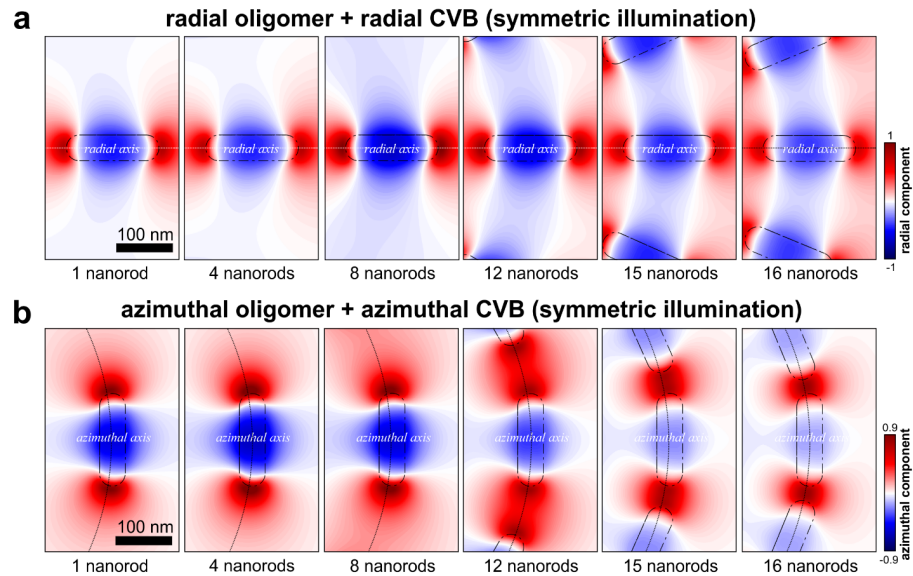 a
radial oligomer + radial CVB (symmetric illumination)
radial axis
radial axis
radial axis
radial axis
radial axis
radial axis
100 nm
1
radial component
-1
1 nanorod
4 nanorods
8 nanorods
12 nanorods
15 nanorods
16 nanorods
b
azimuthal oligomer + azimuthal CVB (symmetric illumination)
azimuthal axis
azimuthal axis
azimuthal axis
azimuthal axis
azimuthal axis
azimuthal axis
100 nm
0.9
azimuthal component
-0.9
1 nanorod
4 nanorods
8 nanorods
12 nanorods
15 nanorods
16 nanorods